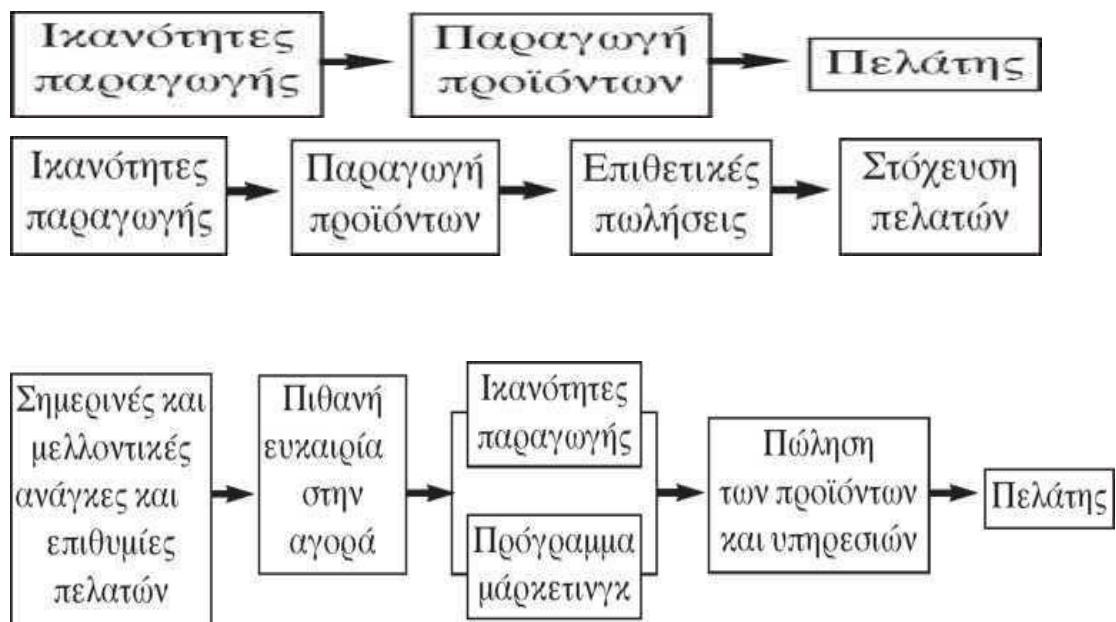 Ικανότητες
παραγωγής
Παραγωγή
προϊόντων
Πελάτης
Ικανότητες
παραγωγής
Παραγωγή
προϊόντων
Επιθετικές
πωλήσεις
Στόχευση
πελατών
Σημερινές και
μελλοντικές
ανάγκες και
επιθυμίες
πελατών
Πιθανή
ευκαιρία
στην
αγορά
Ικανότητες
παραγωγής
Πρόγραμμα
μάρκετινγκ
Πώληση
των προϊόντων
και υπηρεσιών
Πελάτης